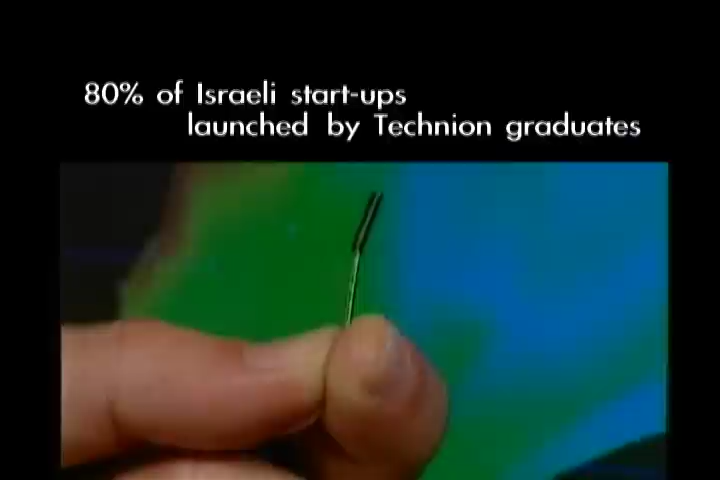 80% of Israeli start-ups
launched by Technion graduates